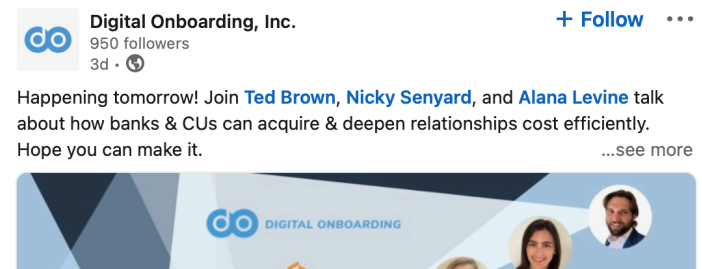 Digital Onboarding, Inc.
+ Follow •••
950 followers
3d •
Happening tomorrow! Join Ted Brown, Nicky Senyard, and Alana Levine talk
about how banks & CUs can acquire & deepen relationships cost efficiently.
Hope you can make it.
...see more
do DIGITAL ONBOARDING